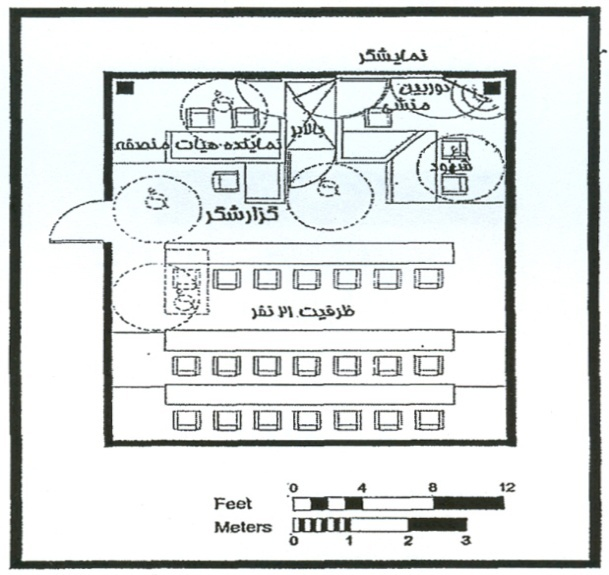 نمایشگر
دوربین
منشی
بالابر
نماینده هیات منصفه
شهود
گزارشگر
ظرفیت ۲۱ نفر
0 4 8 12
Feet
Meters
0 1 2 3